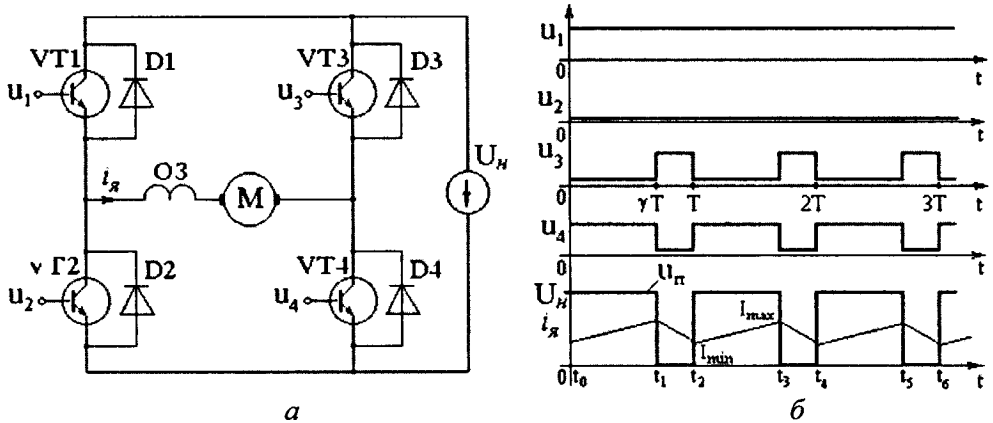 VT1
D1
VT3
D3
u₁
u₃
Uн
iя
ОЗ
М
v Г2
D2
VT4
D4
u₂
u₄
а
u₁
0
t
u₂
0
t
u₃
0
γT
T
2T
3T
t
u₄
0
t
Uн
uп
iя
Imax
Imin
0
t₀
t₁
t₂
t₃
t₄
t₅
t₆
t
б